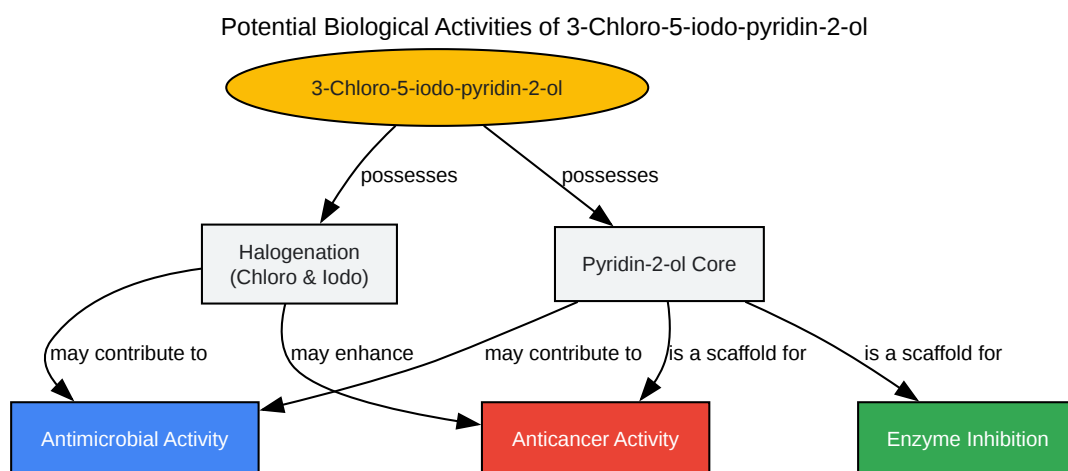 Potential Biological Activities of 3-Chloro-5-iodo-pyridin-2-ol
3-Chloro-5-iodo-pyridin-2-ol
possesses
possesses
Halogenation
(Chloro & Iodo)
Pyridin-2-ol Core
may contribute to
may enhance
may contribute to
is a scaffold for
is a scaffold for
Antimicrobial Activity
Anticancer Activity
Enzyme Inhibition